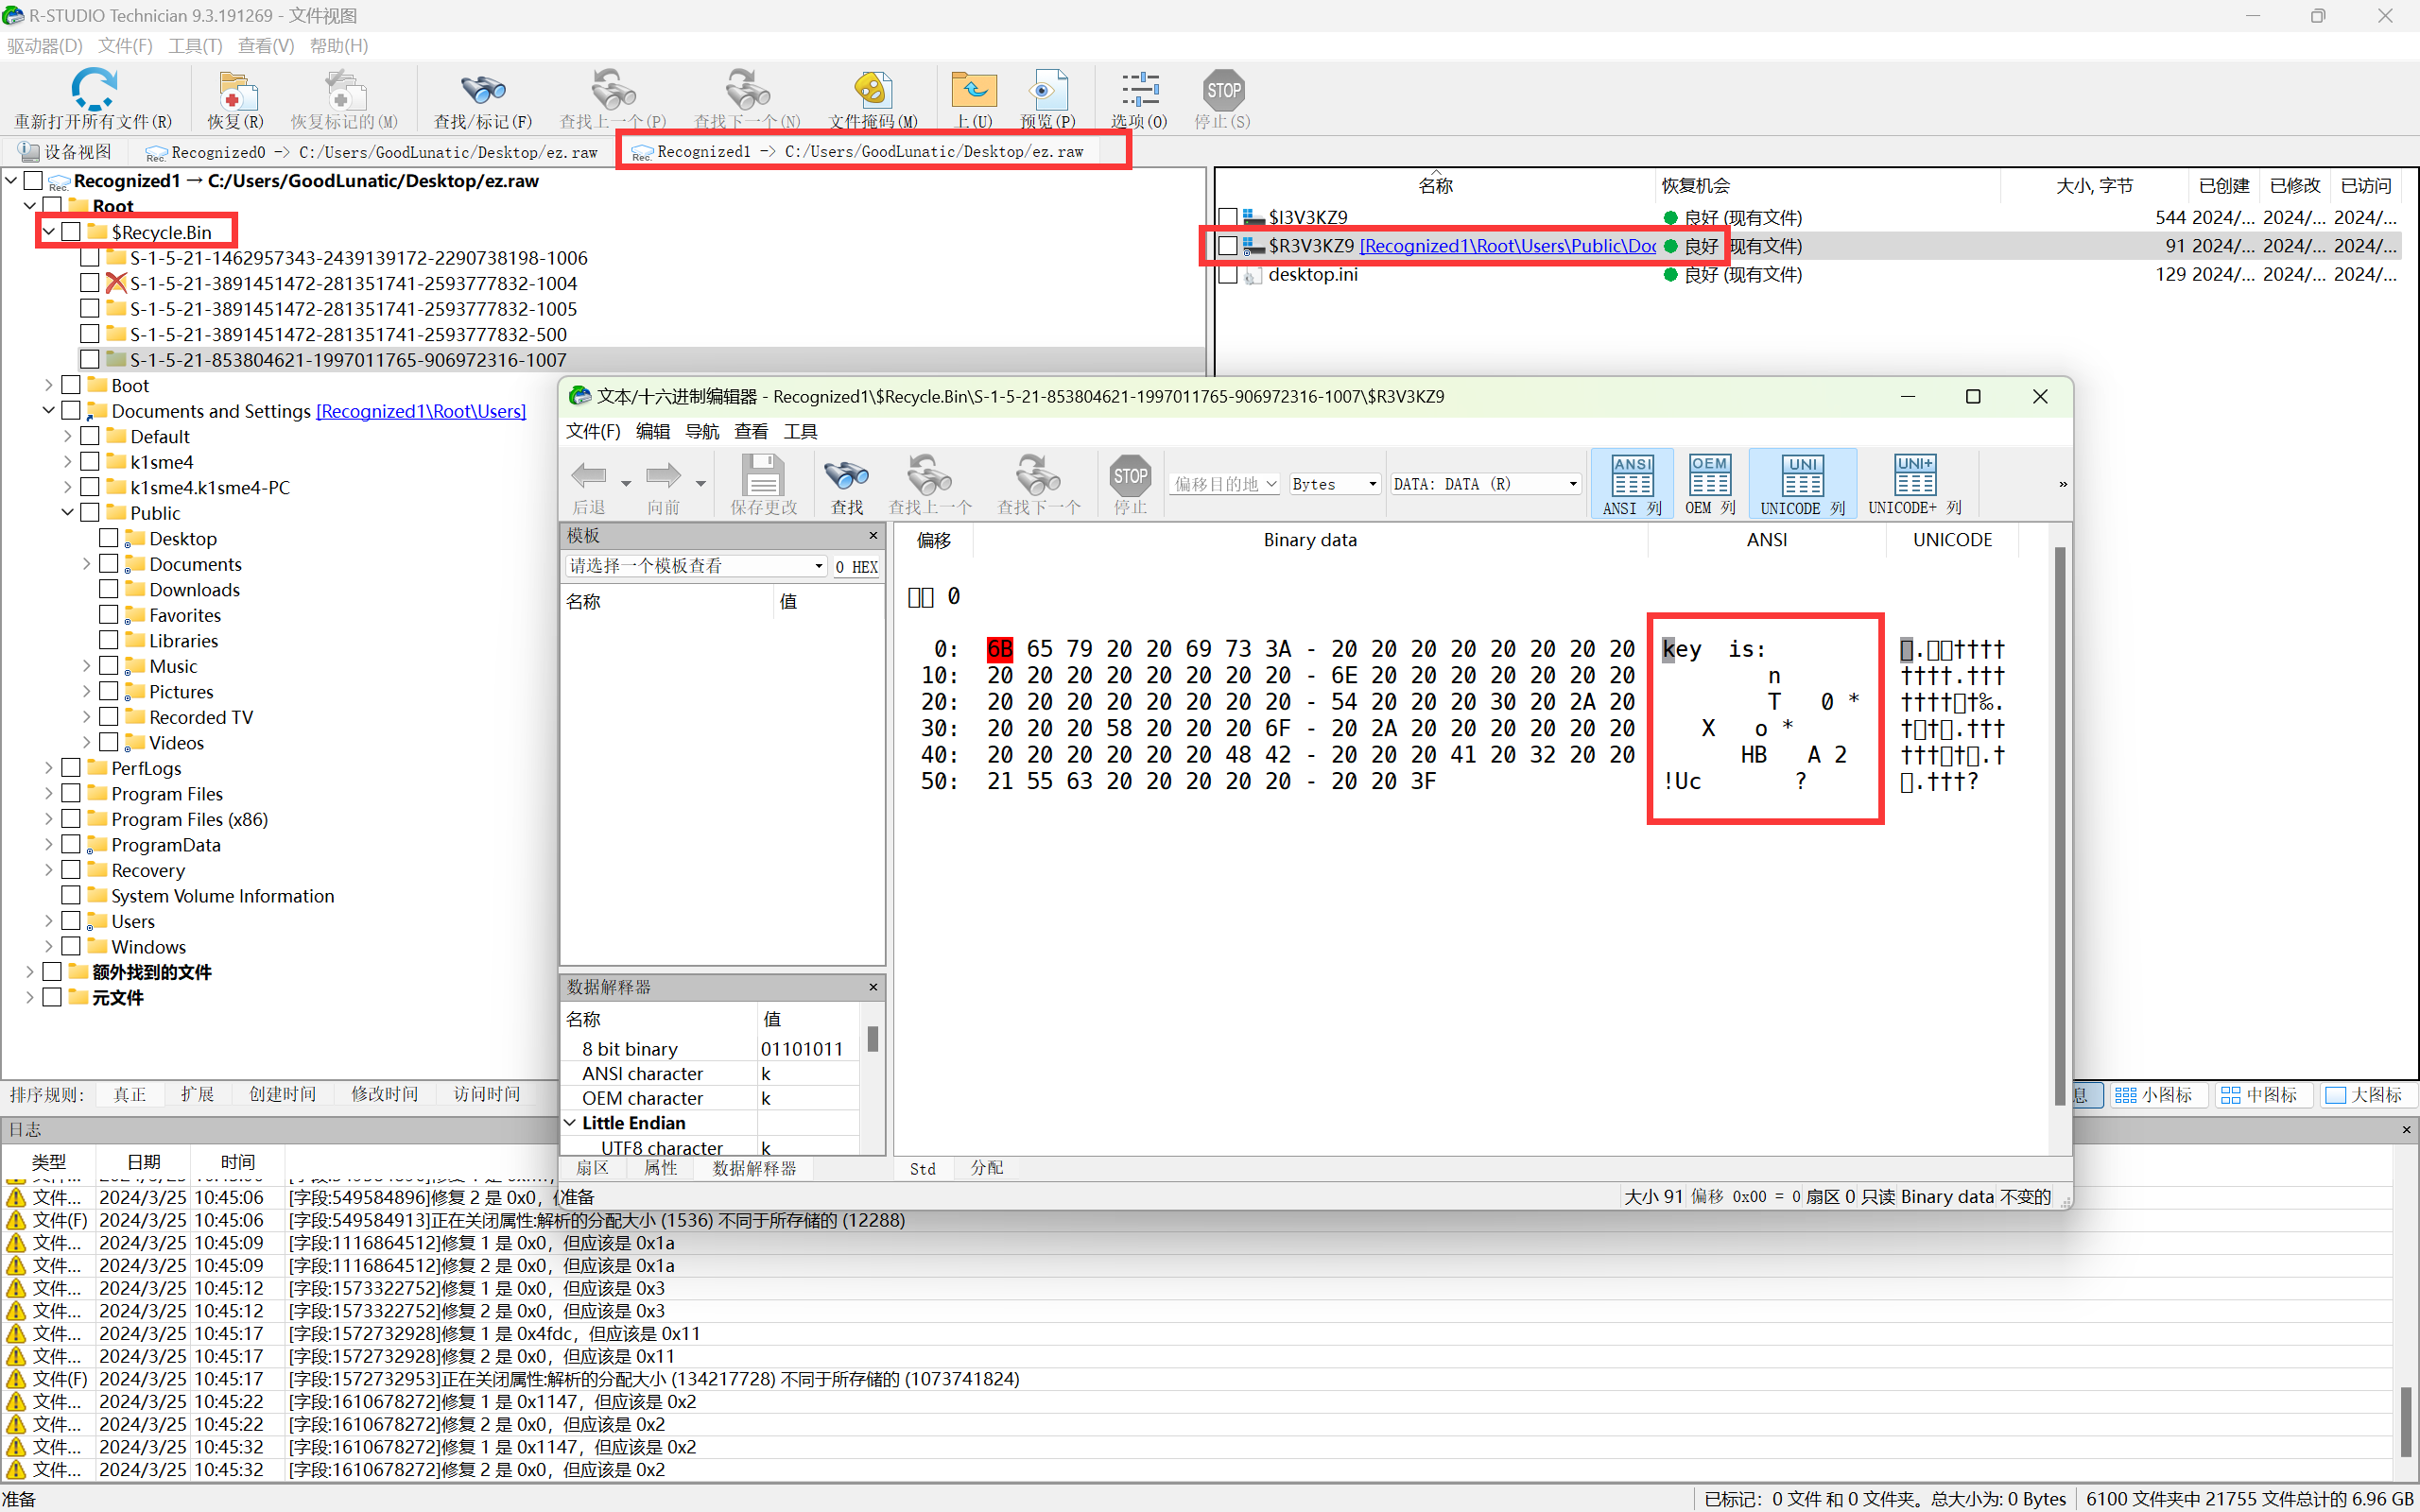 R-STUDIO Technician 9.3.191269 - 文件视图
驱动器(D) 文件(F) 工具(T) 查看(V) 帮助(H)
重新打开所有文件(R) 恢复(R) 恢复标记的(M) 查找/标记(F) 查找上一个(P) 查找下一个(N) 文件掩码(M) 上(U) 预览(P) 选项(O) 停止(S)
设备视图 Recognized0 -> C:/Users/GoodLunatic/Desktop/ez.raw Recognized1 -> C:/Users/GoodLunatic/Desktop/ez.raw
Recognized1 → C:/Users/GoodLunatic/Desktop/ez.raw
Root
$Recycle.Bin
S-1-5-21-1462957343-2439139172-2290738198-1006
S-1-5-21-3891451472-281351741-2593777832-1004
S-1-5-21-3891451472-281351741-2593777832-1005
S-1-5-21-3891451472-281351741-2593777832-500
S-1-5-21-853804621-1997011765-906972316-1007
Boot
Documents and Settings [Recognized1\Root\Users]
Default
k1sme4
k1sme4.k1sme4-PC
Public
Desktop
Documents
Downloads
Favorites
Libraries
Music
Pictures
Recorded TV
Videos
PerfLogs
Program Files
Program Files (x86)
ProgramData
Recovery
System Volume Information
Users
Windows
额外找到的文件
元文件
名称 恢复机会 大小, 字节 已创建 已修改 已访问
$I3V3KZ9 良好 (现有文件) 544 2024/... 2024/... 2024/...
$R3V3KZ9 [Recognized1\Root\Users\Public\Doc 良好 (现有文件) 91 2024/... 2024/... 2024/...
desktop.ini 良好 (现有文件) 129 2024/... 2024/... 2024/...
文本/十六进制编辑器 - Recognized1\$Recycle.Bin\S-1-5-21-853804621-1997011765-906972316-1007\$R3V3KZ9
文件(F) 编辑 导航 查看 工具
后退 向前 保存更改 查找 查找上一个 查找下一个 STOP 停止 偏移目的地 Bytes DATA: DATA (R) ANSI 列 OEM 列 UNICODE 列 UNICODE+ 列 »
模板
请选择一个模板查看 0 HEX
名称 值
偏移 Binary data ANSI UNICODE
0
0: 6B 65 79 20 20 69 73 3A - 20 20 20 20 20 20 20 20 key  is:
10: 20 20 20 20 20 20 20 20 - 6E 20 20 20 20 20 20 20 n
20: 20 20 20 20 20 20 20 20 - 54 20 20 20 30 20 2A 20 T   0 *
30: 20 20 20 58 20 20 20 6F - 20 2A 20 20 20 20 20 20 X   o *
40: 20 20 20 20 20 20 48 42 - 20 20 20 41 20 32 20 20 HB   A 2
50: 21 55 63 20 20 20 20 20 - 20 20 3F !Uc       ?
数据解释器
名称 值
8 bit binary 01101011
ANSI character k
OEM character k
Little Endian
UTF8 character k
扇区 属性 数据解释器
Std 分配
准备 大小 91 偏移 0x00 = 0 扇区 0 只读 Binary data 不变的
排序规则: 真正 扩展 创建时间 修改时间 访问时间 息 小图标 中图标 大图标
日志
类型 日期 时间
文件... 2024/3/25 10:45:06 [字段:549584896]修复 2 是 0x0，
文件(F) 2024/3/25 10:45:06 [字段:549584913]正在关闭属性:解析的分配大小 (1536) 不同于所存储的 (12288)
文件... 2024/3/25 10:45:09 [字段:1116864512]修复 1 是 0x0，但应该是 0x1a
文件... 2024/3/25 10:45:09 [字段:1116864512]修复 2 是 0x0，但应该是 0x1a
文件... 2024/3/25 10:45:12 [字段:1573322752]修复 1 是 0x0，但应该是 0x3
文件... 2024/3/25 10:45:12 [字段:1573322752]修复 2 是 0x0，但应该是 0x3
文件... 2024/3/25 10:45:17 [字段:1572732928]修复 1 是 0x4fdc，但应该是 0x11
文件... 2024/3/25 10:45:17 [字段:1572732928]修复 2 是 0x0，但应该是 0x11
文件(F) 2024/3/25 10:45:17 [字段:1572732953]正在关闭属性:解析的分配大小 (134217728) 不同于所存储的 (1073741824)
文件... 2024/3/25 10:45:22 [字段:1610678272]修复 1 是 0x1147，但应该是 0x2
文件... 2024/3/25 10:45:22 [字段:1610678272]修复 2 是 0x0，但应该是 0x2
文件... 2024/3/25 10:45:32 [字段:1610678272]修复 1 是 0x1147，但应该是 0x2
文件... 2024/3/25 10:45:32 [字段:1610678272]修复 2 是 0x0，但应该是 0x2
准备 已标记：0 文件 和 0 文件夹。总大小为: 0 Bytes 6100 文件夹中 21755 文件总计的 6.96 GB